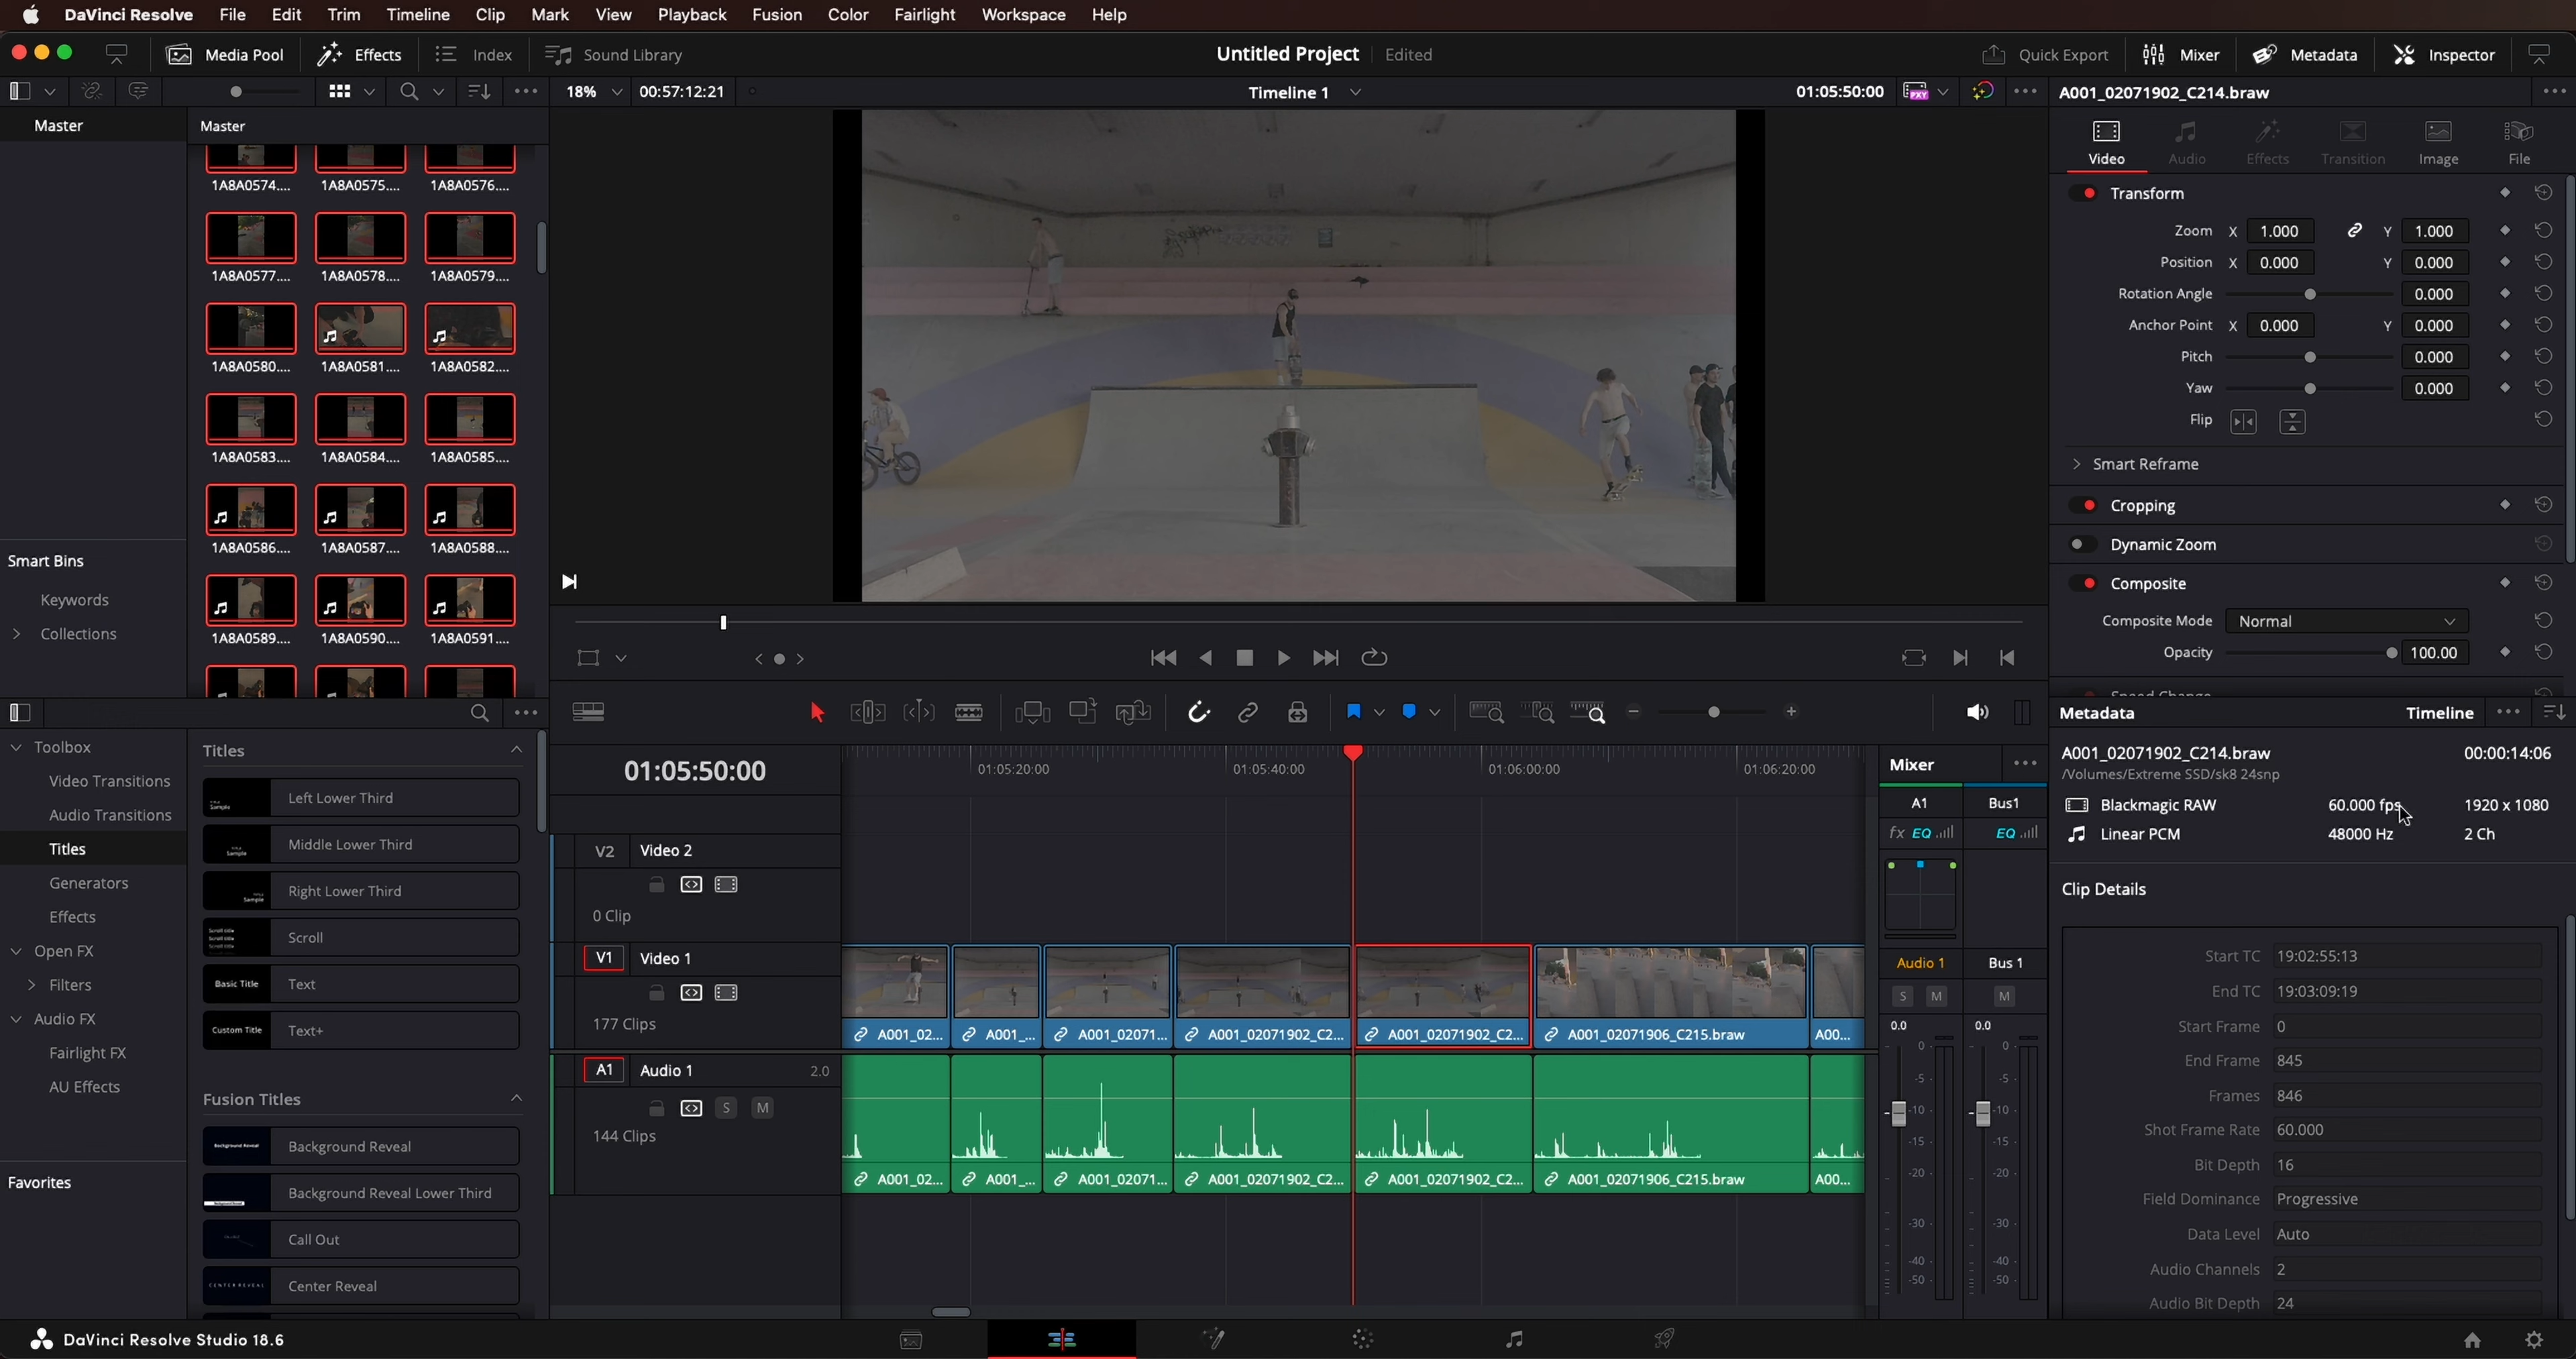 DaVinci Resolve File Edit Trim Timeline Clip Mark View Playback Fusion Color Fairlight Workspace Help
Media Pool Effects Index Sound Library Untitled Project Edited Quick Export Mixer Metadata Inspector
18% 00:57:12:21 Timeline 1 01:05:50:00 PXY A001_02071902_C214.braw
Master Master
1A8A0574.... 1A8A0575.... 1A8A0576....
1A8A0577.... 1A8A0578.... 1A8A0579....
1A8A0580.... 1A8A0581.... 1A8A0582....
1A8A0583.... 1A8A0584.... 1A8A0585....
1A8A0586.... 1A8A0587.... 1A8A0588....
1A8A0589.... 1A8A0590.... 1A8A0591....
Smart Bins
Keywords
Collections
Video Audio Effects Transition Image File
Transform
Zoom X 1.000 Y 1.000
Position X 0.000 Y 0.000
Rotation Angle 0.000
Anchor Point X 0.000 Y 0.000
Pitch 0.000
Yaw 0.000
Flip
Smart Reframe
Cropping
Dynamic Zoom
Composite
Composite Mode Normal
Opacity 100.00
Speed Change
Toolbox
Video Transitions
Audio Transitions
Titles
Generators
Effects
Open FX
Filters
Audio FX
Fairlight FX
AU Effects
Favorites
Titles
Left Lower Third
Middle Lower Third
Right Lower Third
Scroll
Basic Title Text
Custom Title Text+
Fusion Titles
Background Reveal Background Reveal
Background Reveal Lower Third
Call Out
CENTER REVEAL Center Reveal
01:05:50:00 01:05:20:00 01:05:40:00 01:06:00:00 01:06:20:00
V2 Video 2
0 Clip
V1 Video 1
177 Clips
A001_02... A001_... A001_02071... A001_02071902_C2... A001_02071902_C2... A001_02071906_C215.braw A00...
A1 Audio 1 2.0
S M
144 Clips
A001_02... A001_... A001_02071... A001_02071902_C2... A001_02071902_C2... A001_02071906_C215.braw A00...
Mixer
A1 Bus1
fx EQ EQ
Audio 1 Bus 1
S M M
0.0 0.0
0 0
-5 -5
-10 -10
-15 -15
-20 -20
-30 -30
-40 -40
-50 -50
Metadata Timeline
A001_02071902_C214.braw 00:00:14:06
/Volumes/Extreme SSD/sk8 24snp
Blackmagic RAW 60.000 fps 1920 x 1080
Linear PCM 48000 Hz 2 Ch
Clip Details
Start TC 19:02:55:13
End TC 19:03:09:19
Start Frame 0
End Frame 845
Frames 846
Shot Frame Rate 60.000
Bit Depth 16
Field Dominance Progressive
Data Level Auto
Audio Channels 2
Audio Bit Depth 24
DaVinci Resolve Studio 18.6